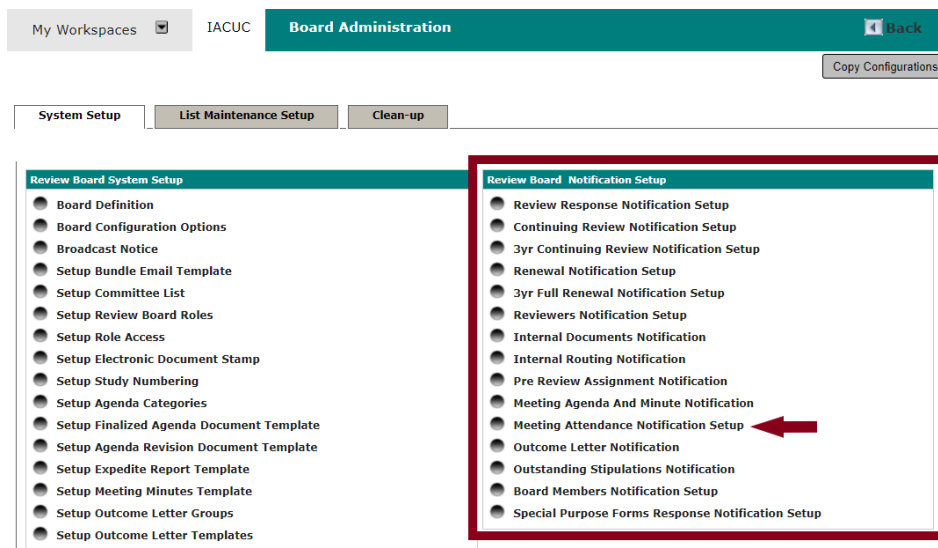 My Workspaces IACUC Board Administration Back
Copy Configurations
System Setup List Maintenance Setup Clean-up
Review Board System Setup
Board Definition
Board Configuration Options
Broadcast Notice
Setup Bundle Email Template
Setup Committee List
Setup Review Board Roles
Setup Role Access
Setup Electronic Document Stamp
Setup Study Numbering
Setup Agenda Categories
Setup Finalized Agenda Document Template
Setup Agenda Revision Document Template
Setup Expedite Report Template
Setup Meeting Minutes Template
Setup Outcome Letter Groups
Setup Outcome Letter Templates
Review Board Notification Setup
Review Response Notification Setup
Continuing Review Notification Setup
3yr Continuing Review Notification Setup
Renewal Notification Setup
3yr Full Renewal Notification Setup
Reviewers Notification Setup
Internal Documents Notification
Internal Routing Notification
Pre Review Assignment Notification
Meeting Agenda And Minute Notification
Meeting Attendance Notification Setup
Outcome Letter Notification
Outstanding Stipulations Notification
Board Members Notification Setup
Special Purpose Forms Response Notification Setup